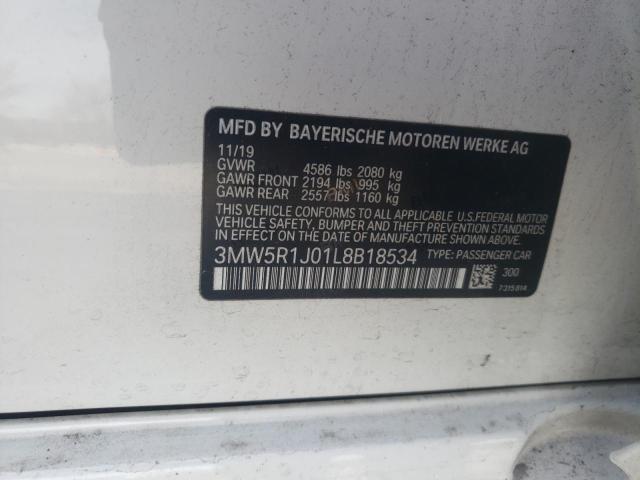 MFD BY BAYERISCHE MOTOREN WERKE AG
11/19
GVWR 4586 lbs 2080 kg
GAWR FRONT 2194 lbs 995 kg
GAWR REAR 2557 lbs 1160 kg
THIS VEHICLE CONFORMS TO ALL APPLICABLE U.S.FEDERAL MOTOR
VEHICLE SAFETY, BUMPER AND THEFT PREVENTION STANDARDS
IN EFFECT ON THE DATE OF MANUFACTURE SHOWN ABOVE.
3MW5R1J01L8B18534 TYPE: PASSENGER CAR
300
7315814